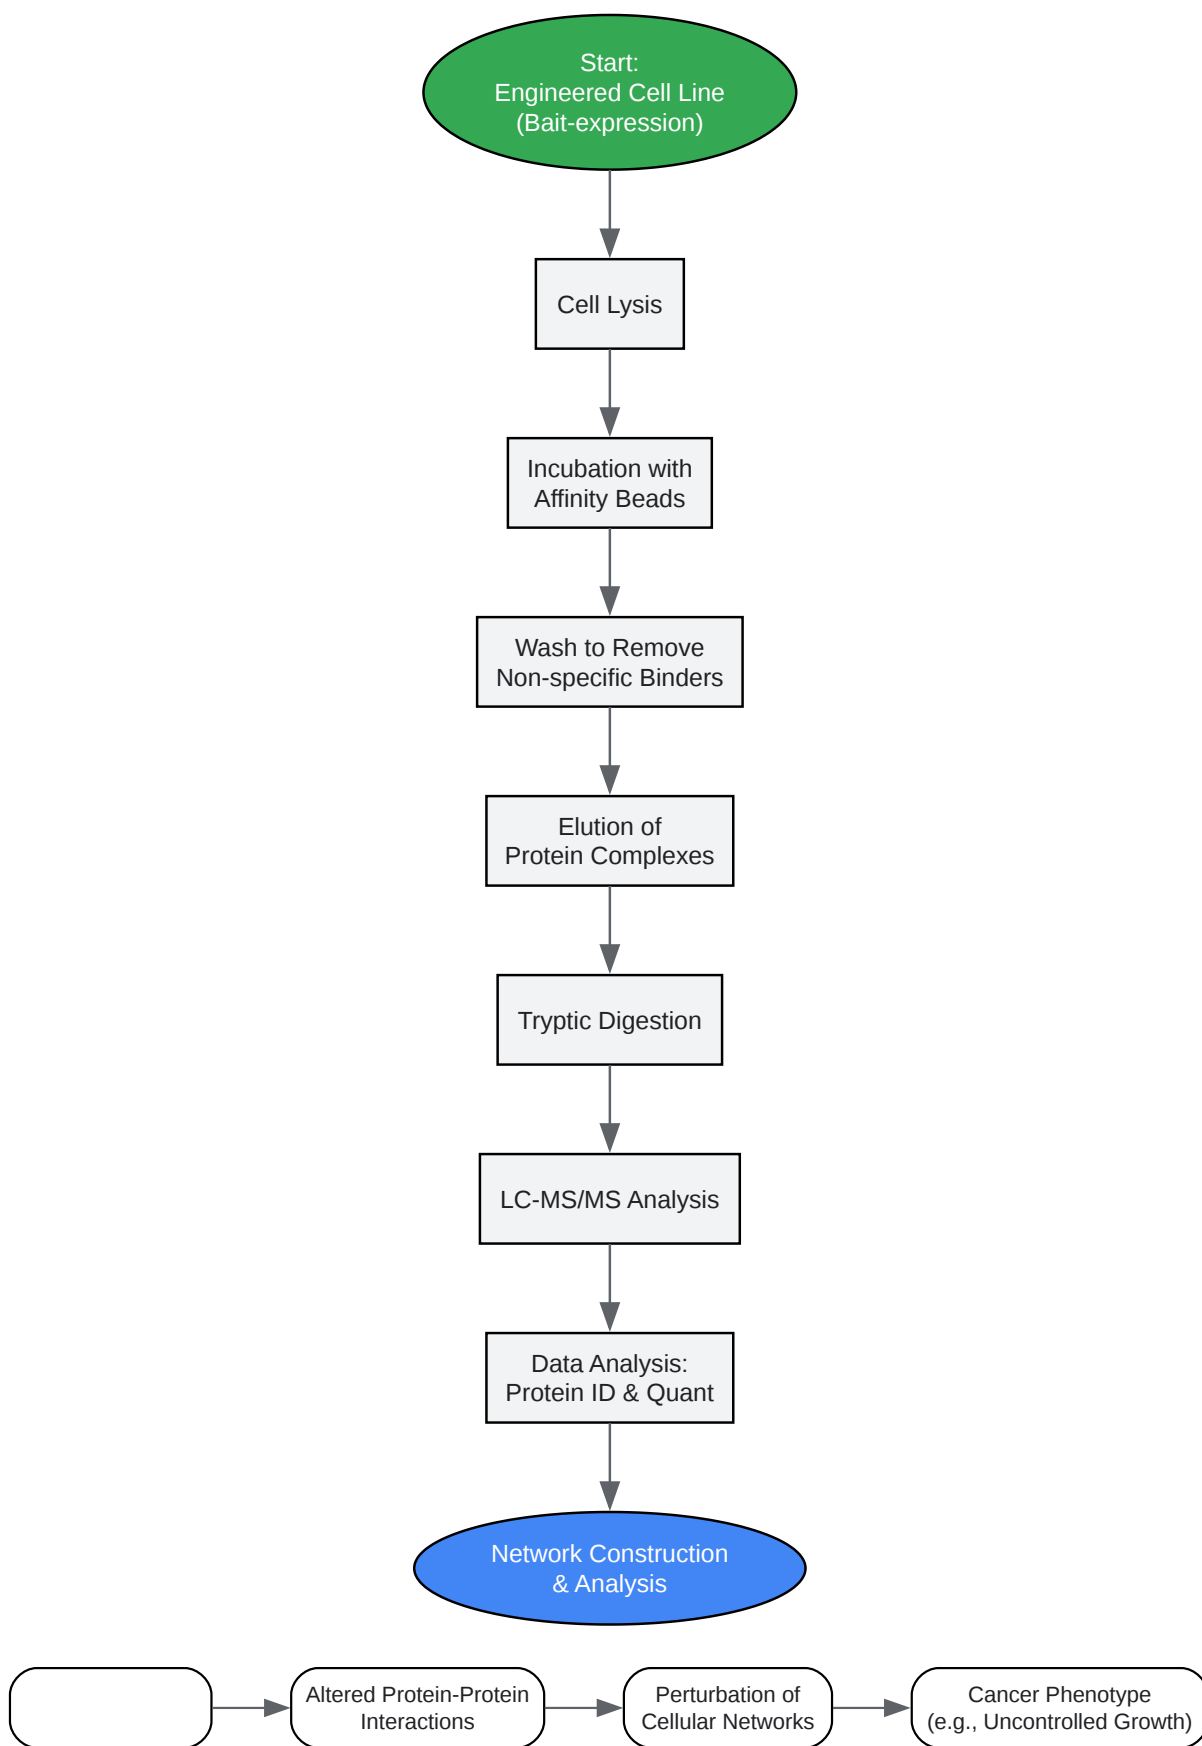 Start:
Engineered Cell Line
(Bait-expression)
Cell Lysis
Incubation with
Affinity Beads
Wash to Remove
Non-specific Binders
Elution of
Protein Complexes
Tryptic Digestion
LC-MS/MS Analysis
Data Analysis:
Protein ID & Quant
Network Construction
& Analysis
Altered Protein-Protein
Interactions
Perturbation of
Cellular Networks
Cancer Phenotype
(e.g., Uncontrolled Growth)